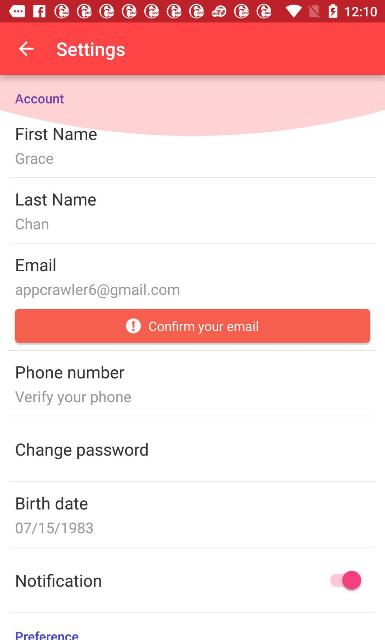 12:10
Settings
Account
First Name
Grace
Last Name
Chan
Email
appcrawler6@gmail.com
Confirm your email
Phone number
Verify your phone
Change password
Birth date
07/15/1983
Notification
Preference